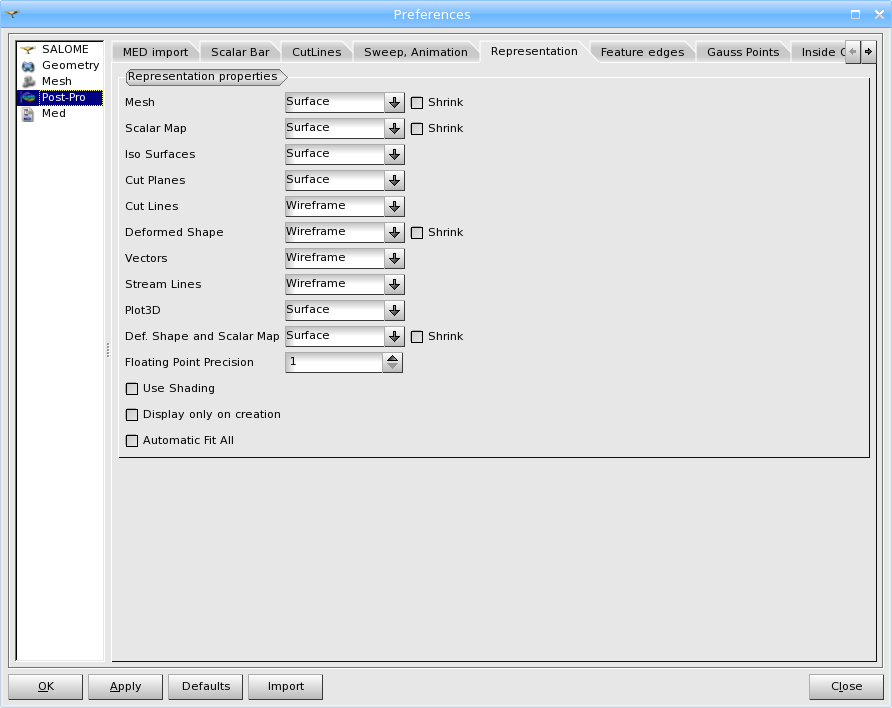 Preferences
SALOME
Geometry
Mesh
Post-Pro
Med
MED import
Scalar Bar
CutLines
Sweep, Animation
Representation
Feature edges
Gauss Points
Inside
Representation properties
Mesh Surface Shrink
Scalar Map Surface Shrink
Iso Surfaces Surface
Cut Planes Surface
Cut Lines Wireframe
Deformed Shape Wireframe Shrink
Vectors Wireframe
Stream Lines Wireframe
Plot3D Surface
Def. Shape and Scalar Map Surface Shrink
Floating Point Precision 1
Use Shading
Display only on creation
Automatic Fit All
OK
Apply
Defaults
Import
Close